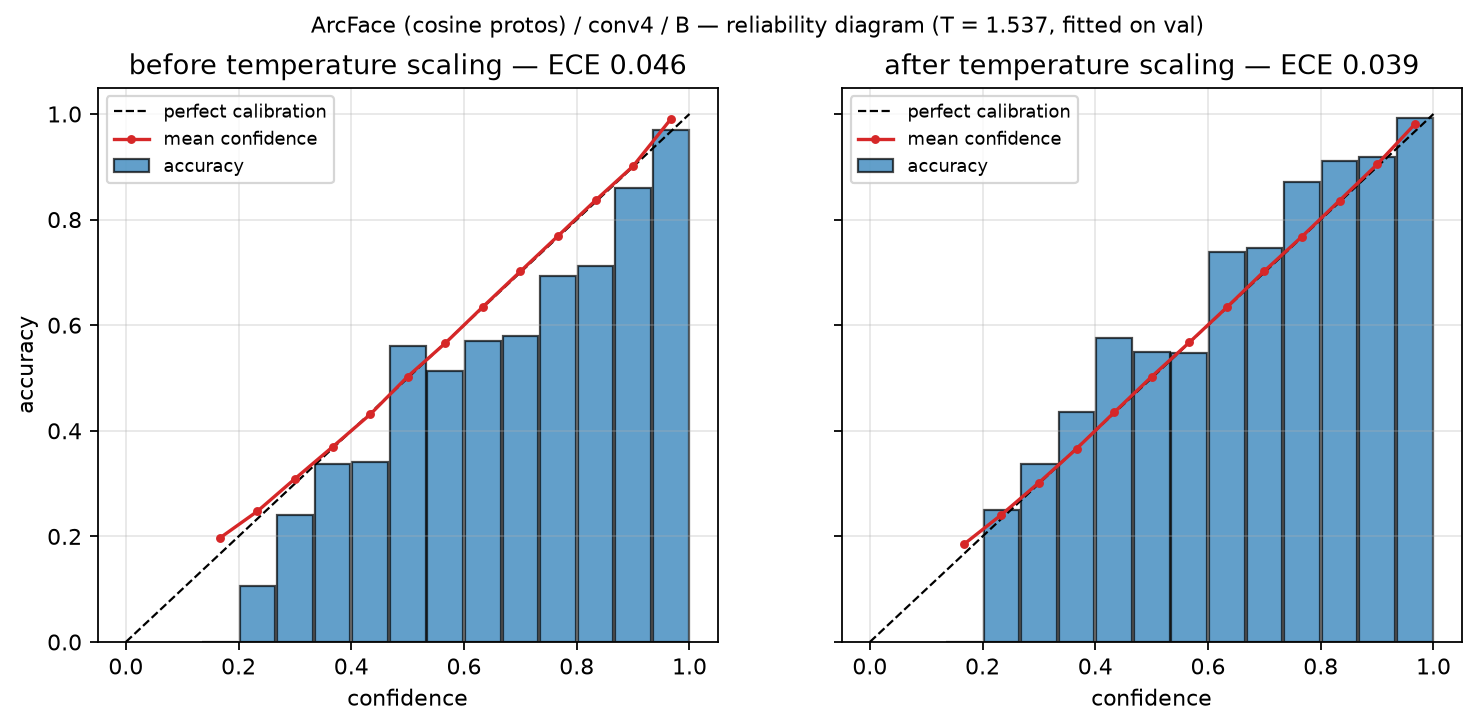 ArcFace (cosine protos) / conv4 / B — reliability diagram (T = 1.537, fitted on val)
before temperature scaling — ECE 0.046
perfect calibration
mean confidence
accuracy
1.0
0.8
0.6
0.4
0.2
0.0
accuracy
0.0 0.2 0.4 0.6 0.8 1.0
confidence
after temperature scaling — ECE 0.039
perfect calibration
mean confidence
accuracy
0.0 0.2 0.4 0.6 0.8 1.0
confidence